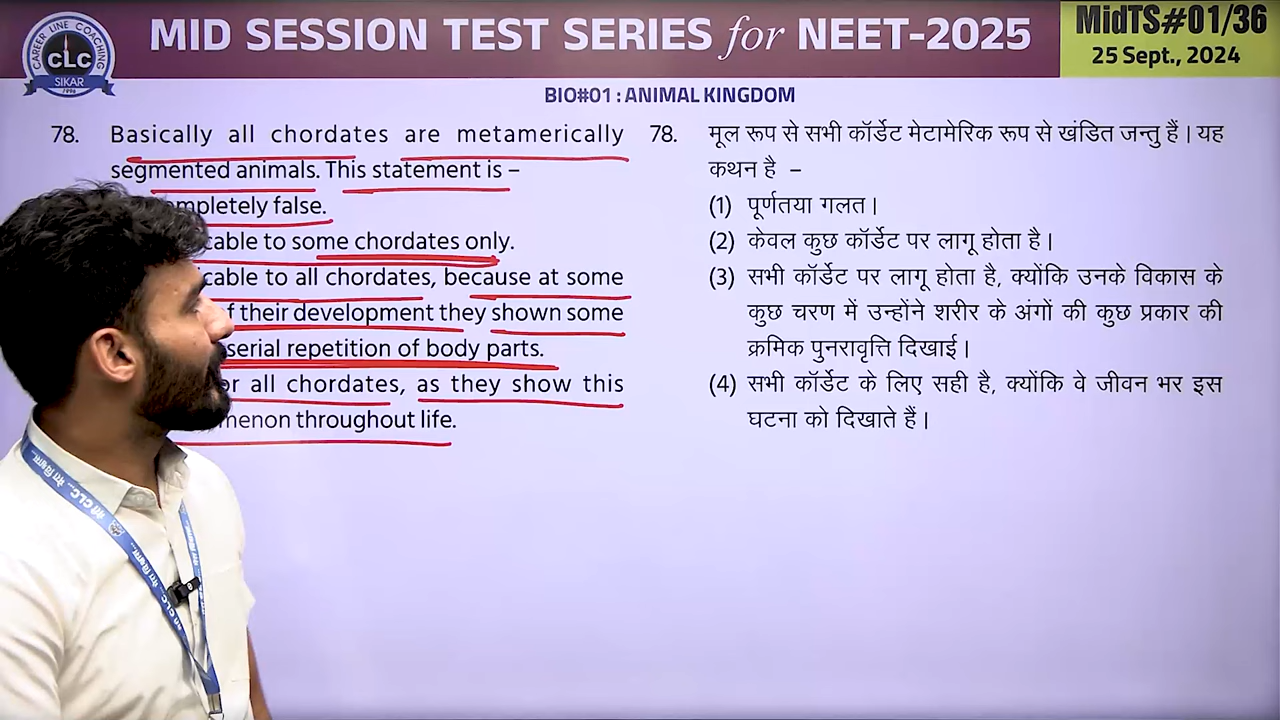 MID SESSION TEST SERIES for NEET-2025
MidTS#01/36
25 Sept., 2024
CAREER LINE COACHING
CLC
SIKAR
1996
BIO#01 : ANIMAL KINGDOM
78. Basically all chordates are metamerically
segmented animals. This statement is –
mpletely false.
cable to some chordates only.
cable to all chordates, because at some
f their development they shown some
serial repetition of body parts.
or all chordates, as they show this
menon throughout life.
78. मूल रूप से सभी कॉर्डेट मेटामेरिक रूप से खंडित जन्तु हैं। यह
कथन है –
(1) पूर्णतया गलत।
(2) केवल कुछ कॉर्डेट पर लागू होता है।
(3) सभी कॉर्डेट पर लागू होता है, क्योंकि उनके विकास के
कुछ चरण में उन्होंने शरीर के अंगों की कुछ प्रकार की
क्रमिक पुनरावृत्ति दिखाई।
(4) सभी कॉर्डेट के लिए सही है, क्योंकि वे जीवन भर इस
घटना को दिखाते हैं।
CLC